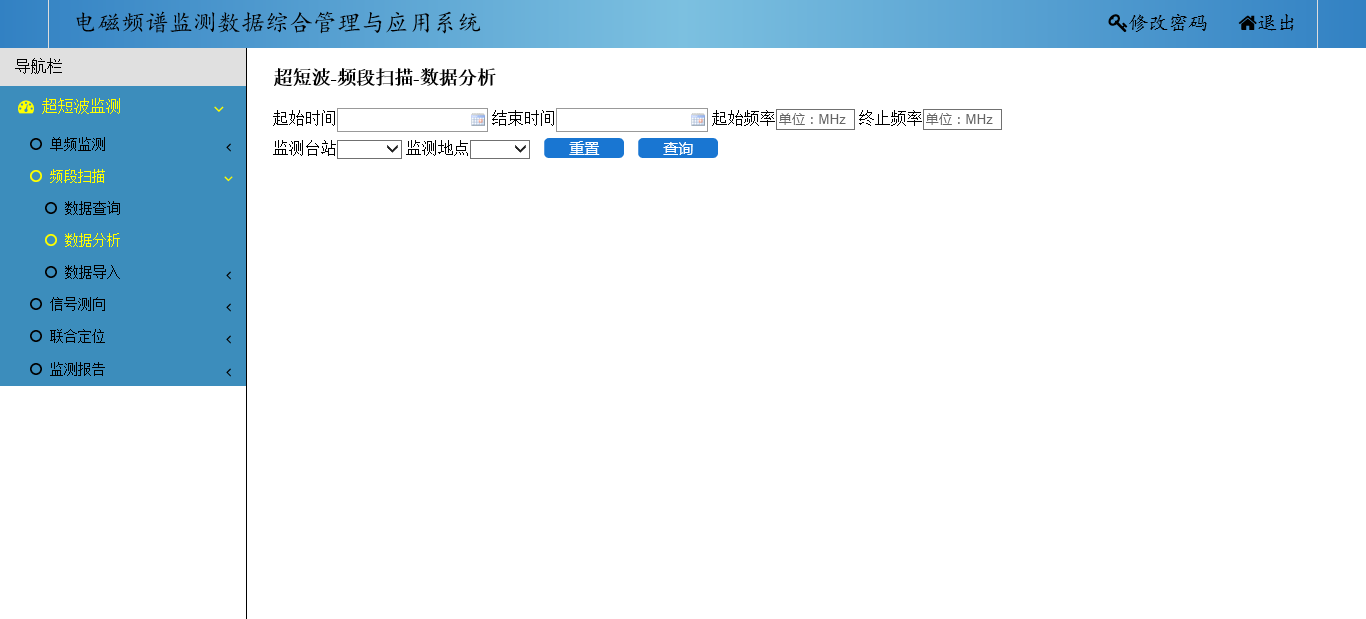 电磁频谱监测数据综合管理与应用系统 修改密码 退出
导航栏
超短波监测
单频监测
频段扫描
数据查询
数据分析
数据导入
信号测向
联合定位
监测报告
超短波-频段扫描-数据分析
起始时间 结束时间 起始频率 单位：MHz 终止频率 单位：MHz
监测台站 监测地点 重置 查询